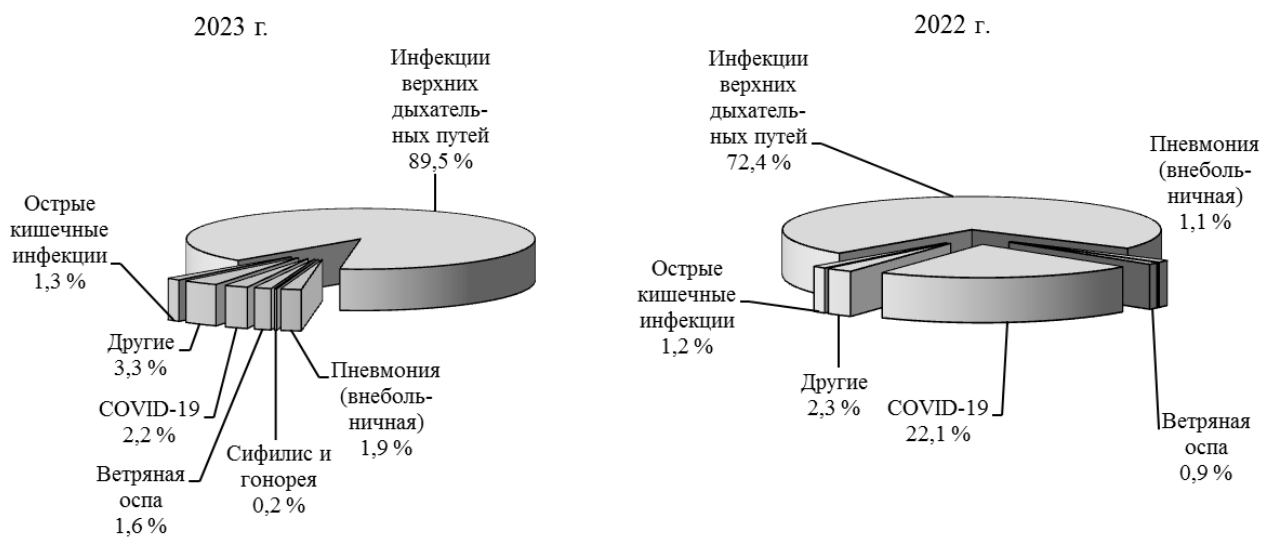 2023 г.
Инфекции
верхних
дыхатель-
ных путей
89,5 %
Острые
кишечные
инфекции
1,3 %
Другие
3,3 %
COVID-19
2,2 %
Ветряная
оспа
1,6 %
Сифилис и
гонорея
0,2 %
Пневмония
(внеболь-
ничная)
1,9 %
2022 г.
Инфекции
верхних
дыхатель-
ных путей
72,4 %
Пневмония
(внеболь-
ничная)
1,1 %
Острые
кишечные
инфекции
1,2 %
Другие
2,3 %
COVID-19
22,1 %
Ветряная
оспа
0,9 %